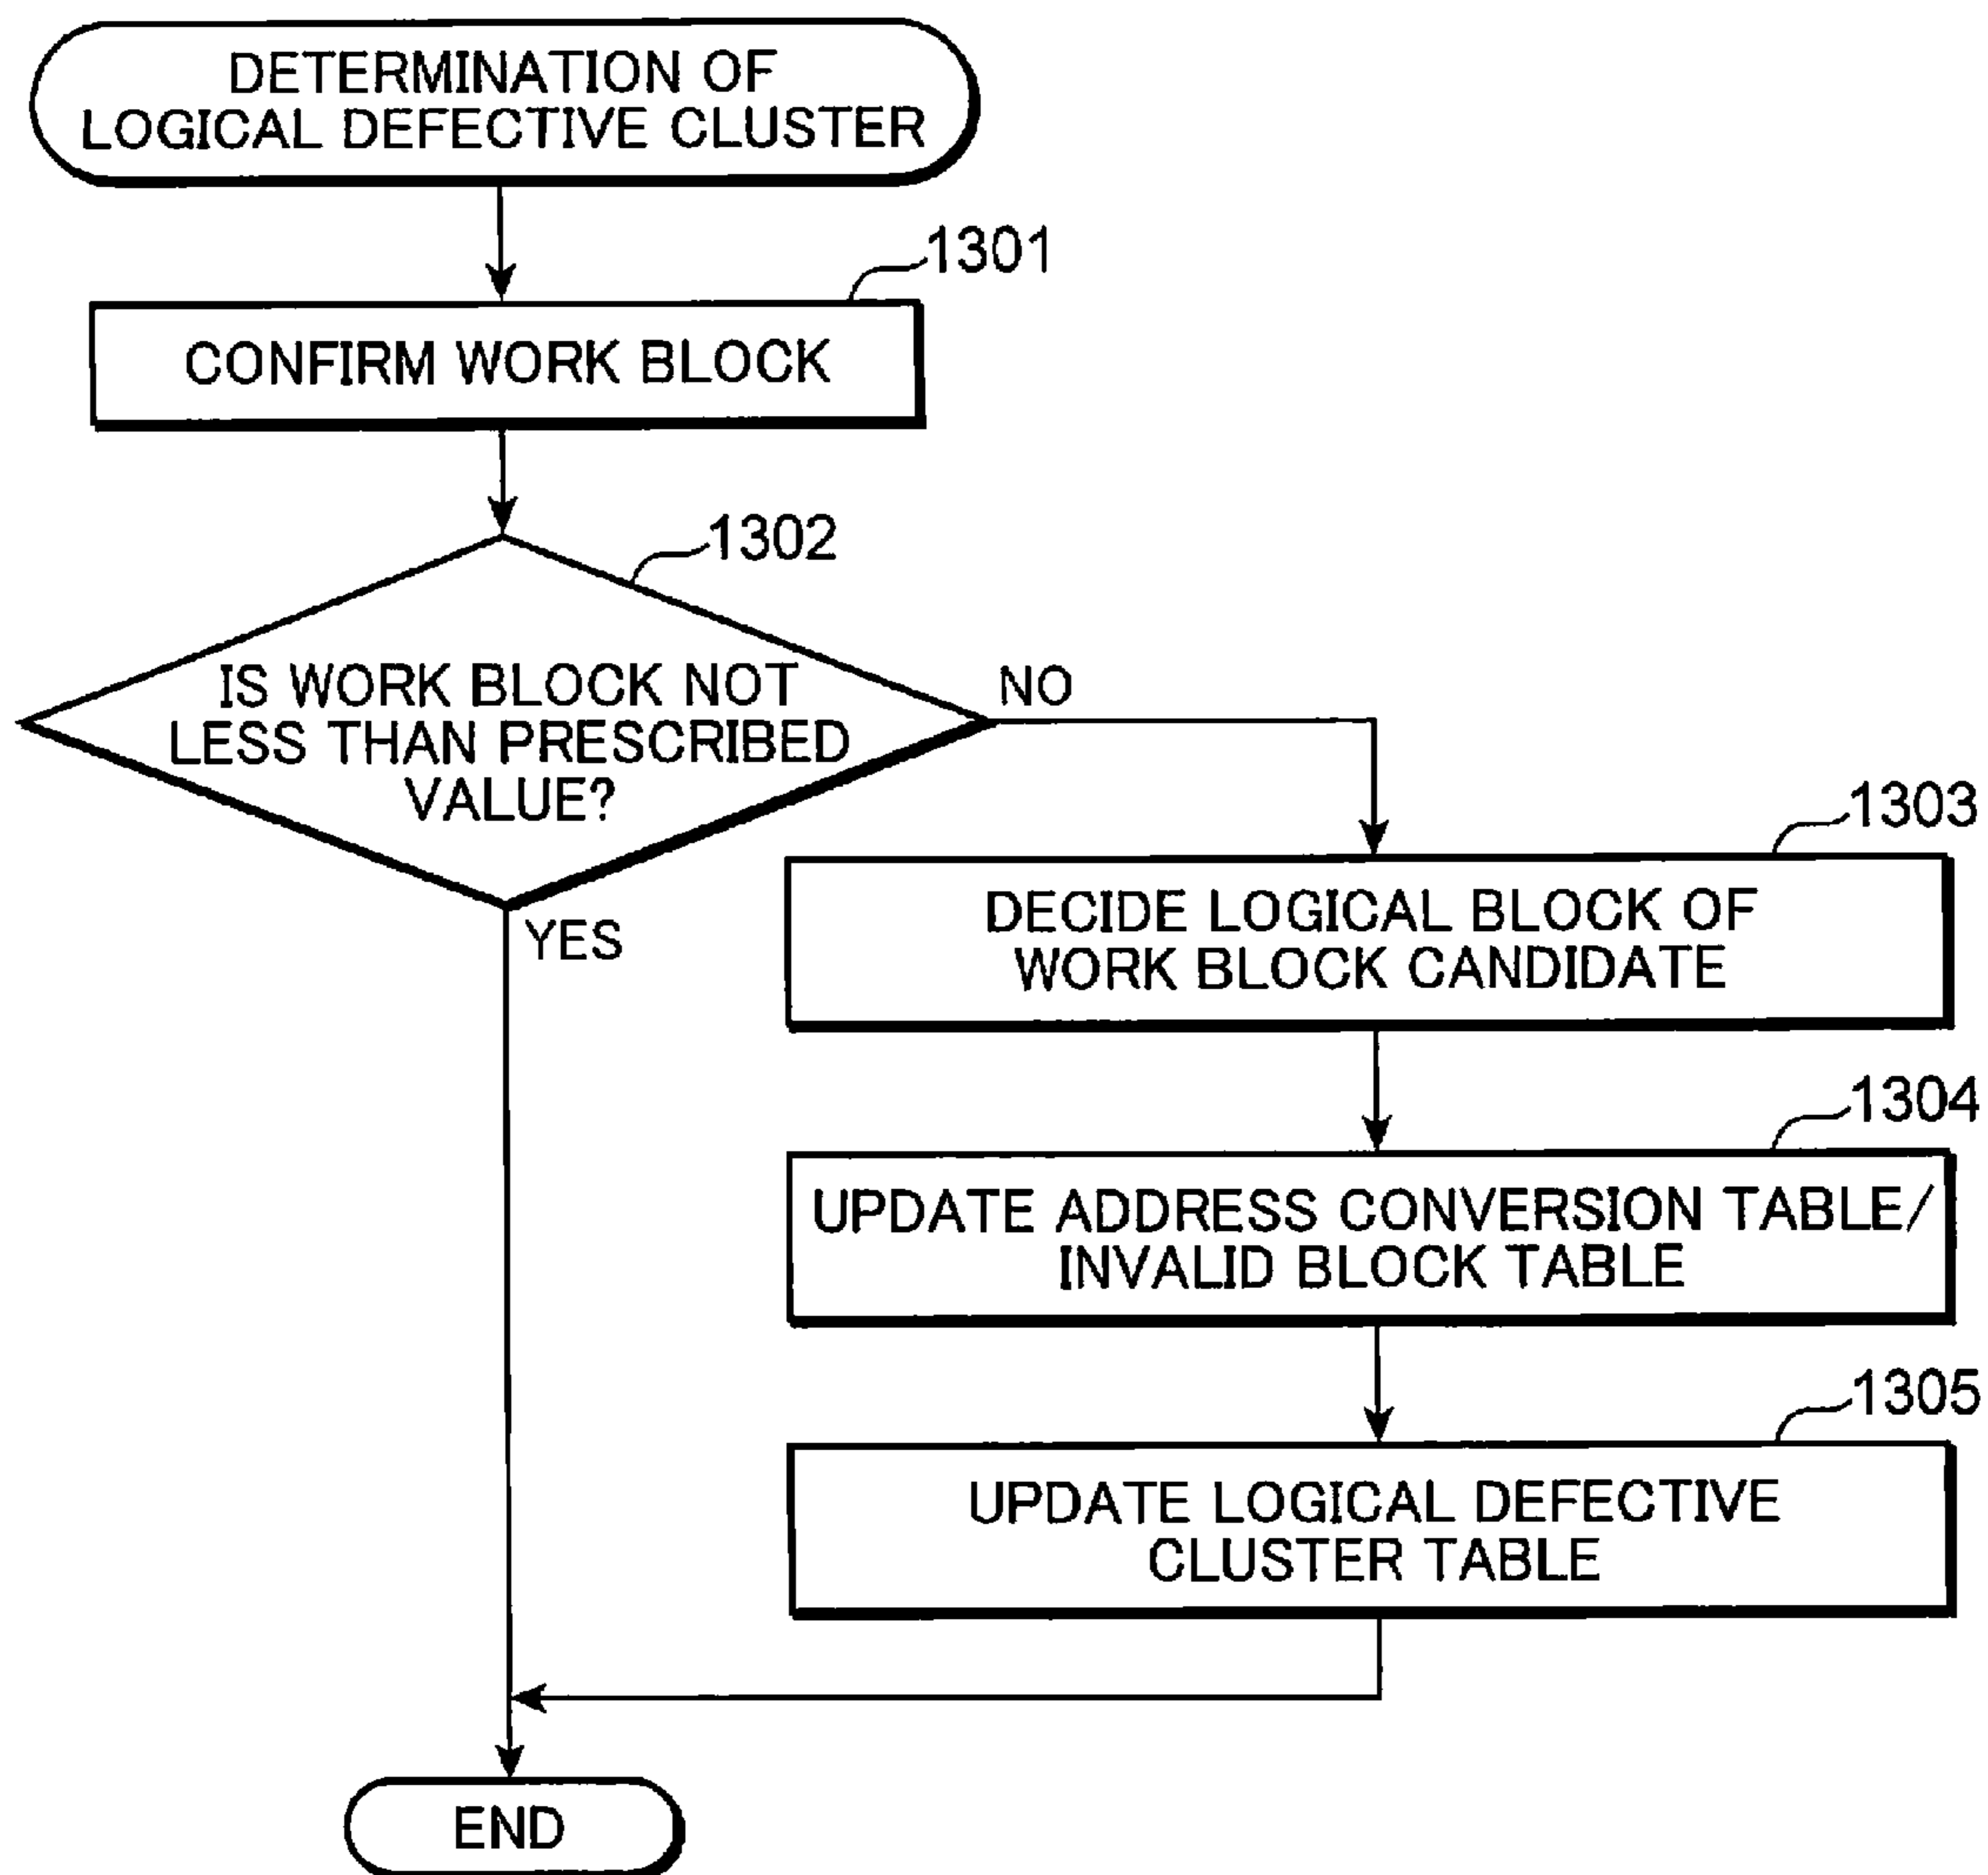 DETERMINATION OF
LOGICAL DEFECTIVE CLUSTER
1301
CONFIRM WORK BLOCK
1302
IS WORK BLOCK NOT
LESS THAN PRESCRIBED
VALUE?
NO
YES
1303
DECIDE LOGICAL BLOCK OF
WORK BLOCK CANDIDATE
1304
UPDATE ADDRESS CONVERSION TABLE/
INVALID BLOCK TABLE
1305
UPDATE LOGICAL DEFECTIVE
CLUSTER TABLE
END